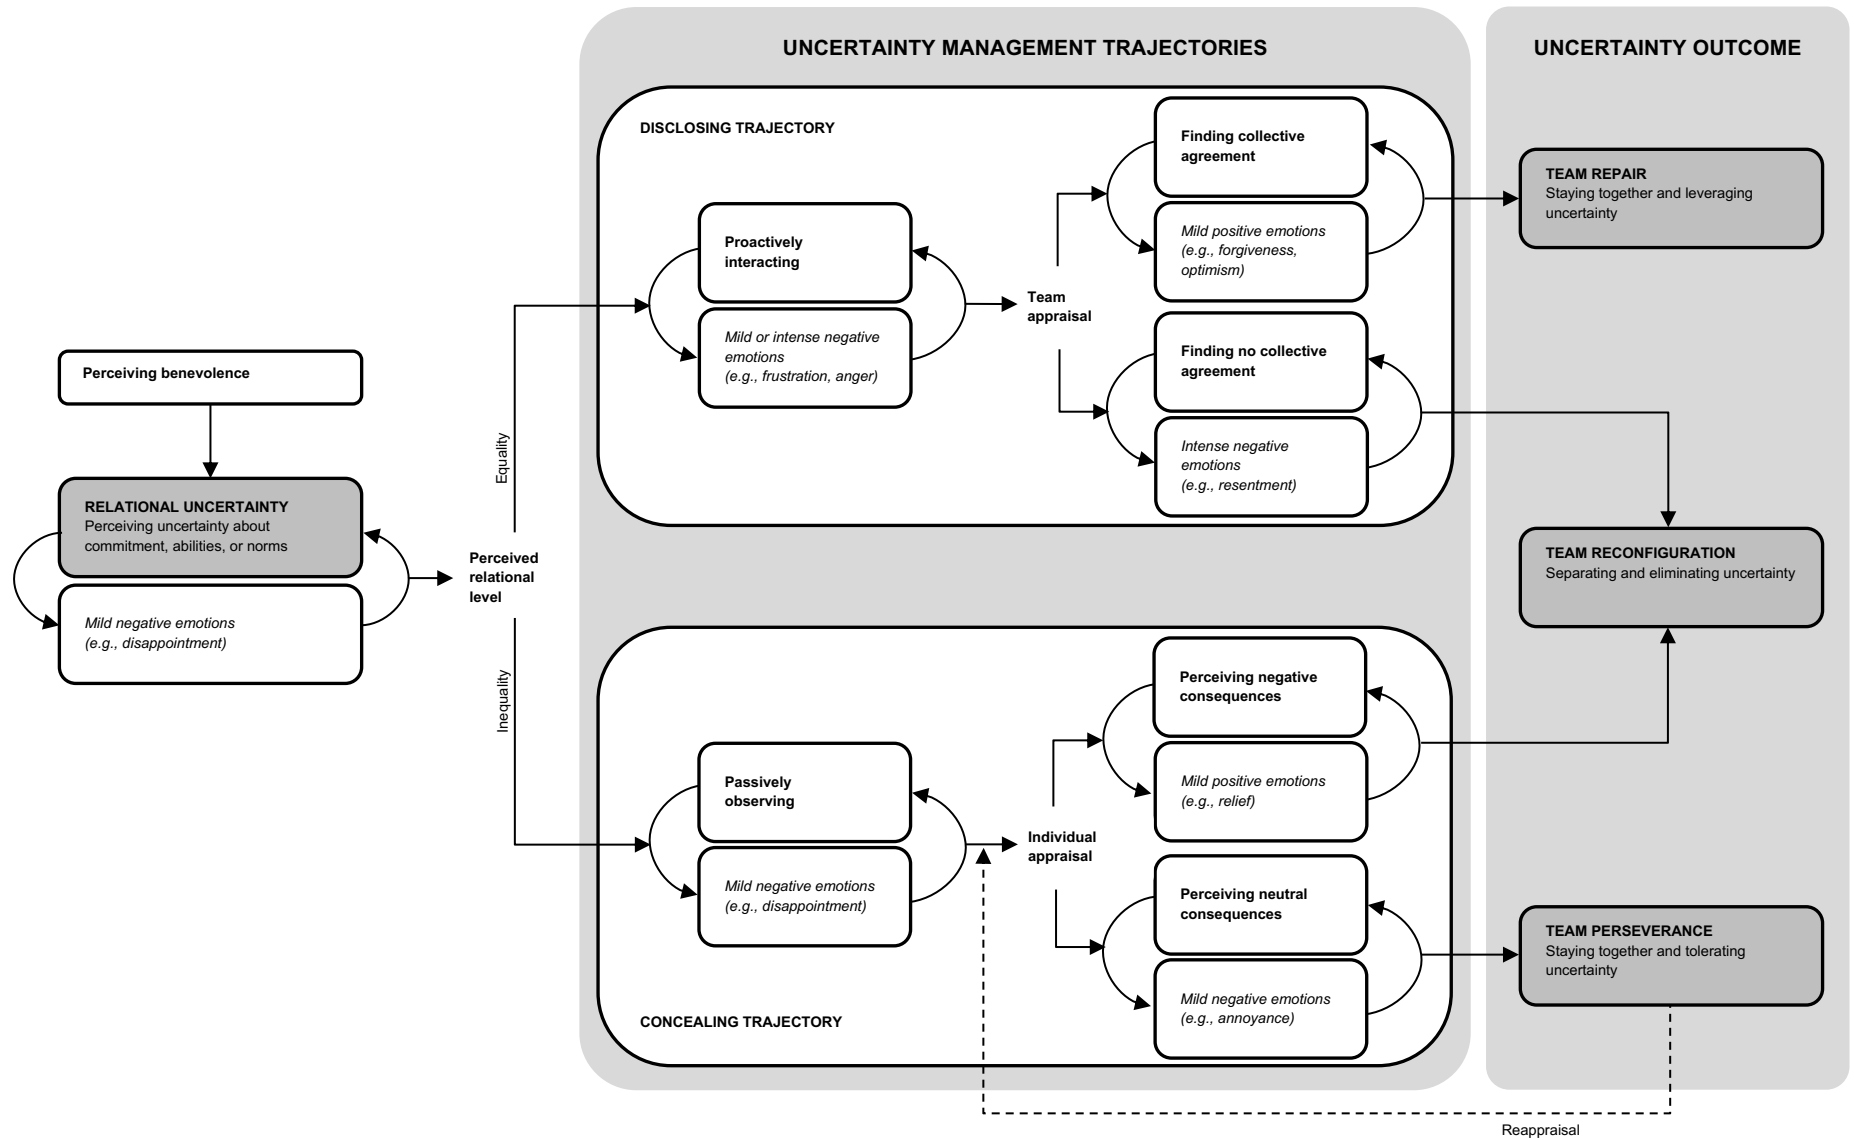 UNCERTAINTY MANAGEMENT TRAJECTORIES
UNCERTAINTY OUTCOME
Perceiving benevolence
RELATIONAL UNCERTAINTY
Perceiving uncertainty about
commitment, abilities, or norms
Mild negative emotions
(e.g., disappointment)
Perceived
relational
level
Equality
Inequality
DISCLOSING TRAJECTORY
Proactively
interacting
Mild or intense negative
emotions
(e.g., frustration, anger)
Team
appraisal
Finding collective
agreement
Mild positive emotions
(e.g., forgiveness,
optimism)
Finding no collective
agreement
Intense negative
emotions
(e.g., resentment)
Passively
observing
Mild negative emotions
(e.g., disappointment)
Individual
appraisal
Perceiving negative
consequences
Mild positive emotions
(e.g., relief)
Perceiving neutral
consequences
Mild negative emotions
(e.g., annoyance)
CONCEALING TRAJECTORY
TEAM REPAIR
Staying together and leveraging
uncertainty
TEAM RECONFIGURATION
Separating and eliminating uncertainty
TEAM PERSEVERANCE
Staying together and tolerating
uncertainty
Reappraisal